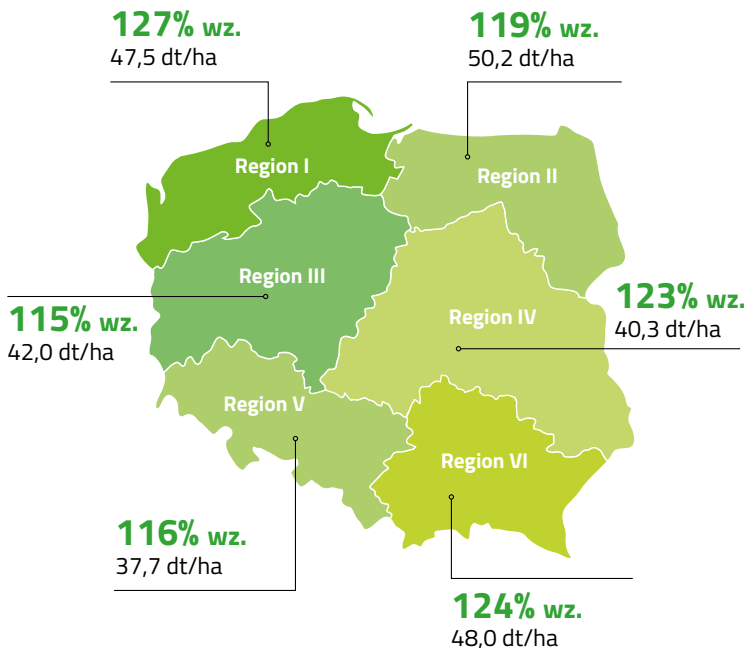 127% wz.
47,5 dt/ha
119% wz.
50,2 dt/ha
Region I
Region II
Region III
115% wz.
42,0 dt/ha
Region IV
123% wz.
40,3 dt/ha
Region V
116% wz.
37,7 dt/ha
Region VI
124% wz.
48,0 dt/ha